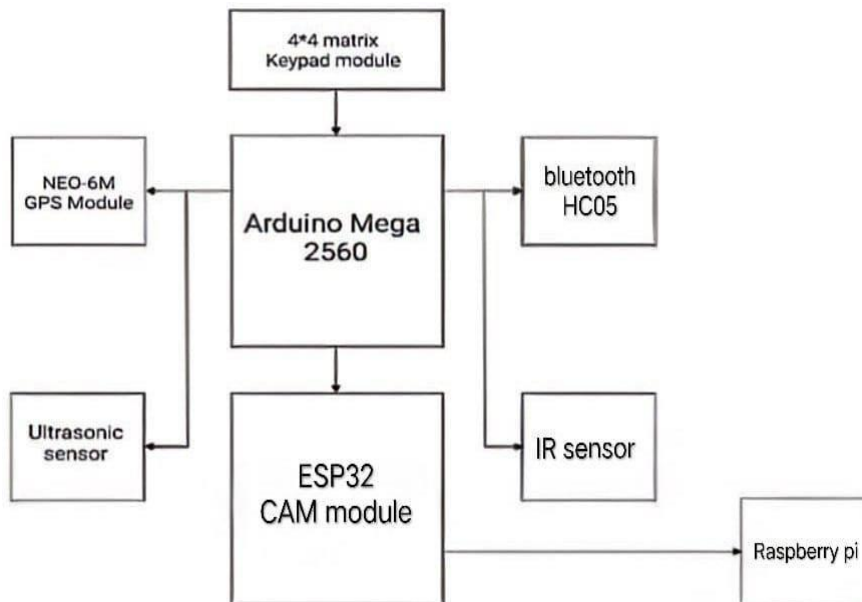 4*4 matrix
Keypad module
NEO-6M
GPS Module
Arduino Mega
2560
bluetooth
HC05
Ultrasonic
sensor
ESP32
CAM module
IR sensor
Raspberry pi